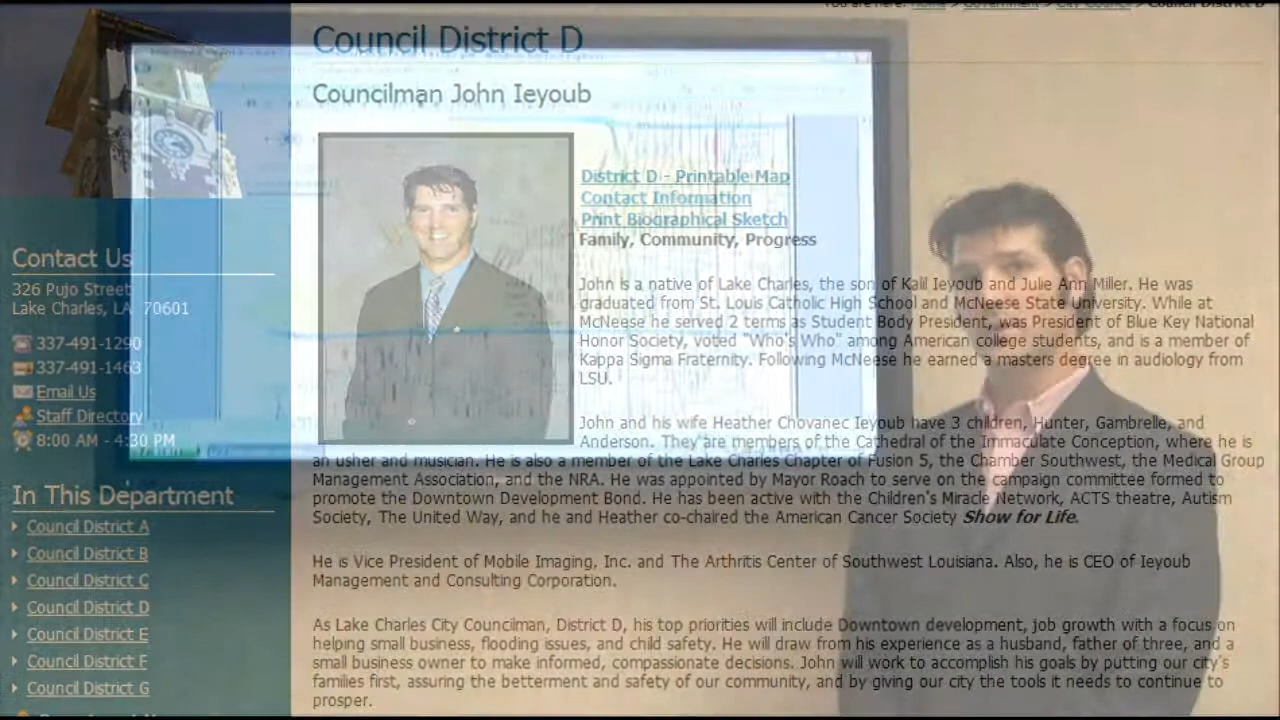 You are here: Home > Government > City Council > Council District D
Council District D
Councilman John Ieyoub
District D - Printable Map
Contact Information
Print Biographical Sketch
Family, Community, Progress
John is a native of Lake Charles, the son of Kalil Ieyoub and Julie Ann Miller. He was
graduated from St. Louis Catholic High School and McNeese State University. While at
McNeese he served 2 terms as Student Body President, was President of Blue Key National
Honor Society, voted "Who's Who" among American college students, and is a member of
Kappa Sigma Fraternity. Following McNeese he earned a masters degree in audiology from
LSU.
John and his wife Heather Chovanec Ieyoub have 3 children, Hunter, Gambrelle, and
Anderson. They are members of the Cathedral of the Immaculate Conception, where he is
an usher and musician. He is also a member of the Lake Charles Chapter of Fusion 5, the Chamber Southwest, the Medical Group
Management Association, and the NRA. He was appointed by Mayor Roach to serve on the campaign committee formed to
promote the Downtown Development Bond. He has been active with the Children's Miracle Network, ACTS theatre, Autism
Society, The United Way, and he and Heather co-chaired the American Cancer Society Show for Life.
He is Vice President of Mobile Imaging, Inc. and The Arthritis Center of Southwest Louisiana. Also, he is CEO of Ieyoub
Management and Consulting Corporation.
As Lake Charles City Councilman, District D, his top priorities will include Downtown development, job growth with a focus on
helping small business, flooding issues, and child safety. He will draw from his experience as a husband, father of three, and a
small business owner to make informed, compassionate decisions. John will work to accomplish his goals by putting our city's
families first, assuring the betterment and safety of our community, and by giving our city the tools it needs to continue to
prosper.
Contact Us
326 Pujo Street
Lake Charles, LA 70601
337-491-1290
337-491-1463
Email Us
Staff Directory
8:00 AM - 4:30 PM
In This Department
Council District A
Council District B
Council District C
Council District D
Council District E
Council District F
Council District G